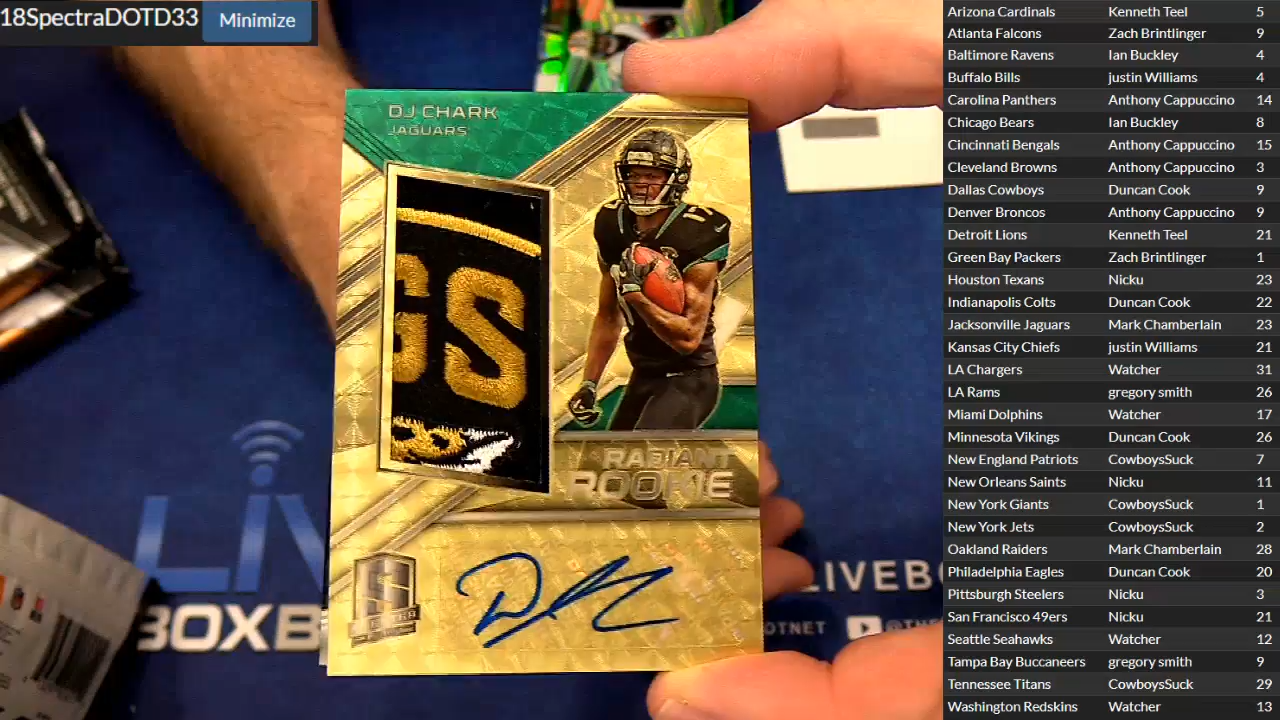 18SpectraDOTD33
Minimize
DJ CHARK
JAGUARS
GS
RADIANT
ROOKIE
SPECTRA
LIV
BOXB
LIVEB
OTNET
@THE
Arizona Cardinals Kenneth Teel 5
Atlanta Falcons Zach Brintlinger 9
Baltimore Ravens Ian Buckley 4
Buffalo Bills justin Williams 4
Carolina Panthers Anthony Cappuccino 14
Chicago Bears Ian Buckley 8
Cincinnati Bengals Anthony Cappuccino 15
Cleveland Browns Anthony Cappuccino 3
Dallas Cowboys Duncan Cook 9
Denver Broncos Anthony Cappuccino 9
Detroit Lions Kenneth Teel 21
Green Bay Packers Zach Brintlinger 1
Houston Texans Nicku 23
Indianapolis Colts Duncan Cook 22
Jacksonville Jaguars Mark Chamberlain 23
Kansas City Chiefs justin Williams 21
LA Chargers Watcher 31
LA Rams gregory smith 26
Miami Dolphins Watcher 17
Minnesota Vikings Duncan Cook 26
New England Patriots CowboysSuck 7
New Orleans Saints Nicku 11
New York Giants CowboysSuck 1
New York Jets CowboysSuck 2
Oakland Raiders Mark Chamberlain 28
Philadelphia Eagles Duncan Cook 20
Pittsburgh Steelers Nicku 3
San Francisco 49ers Nicku 21
Seattle Seahawks Watcher 12
Tampa Bay Buccaneers gregory smith 9
Tennessee Titans CowboysSuck 29
Washington Redskins Watcher 13